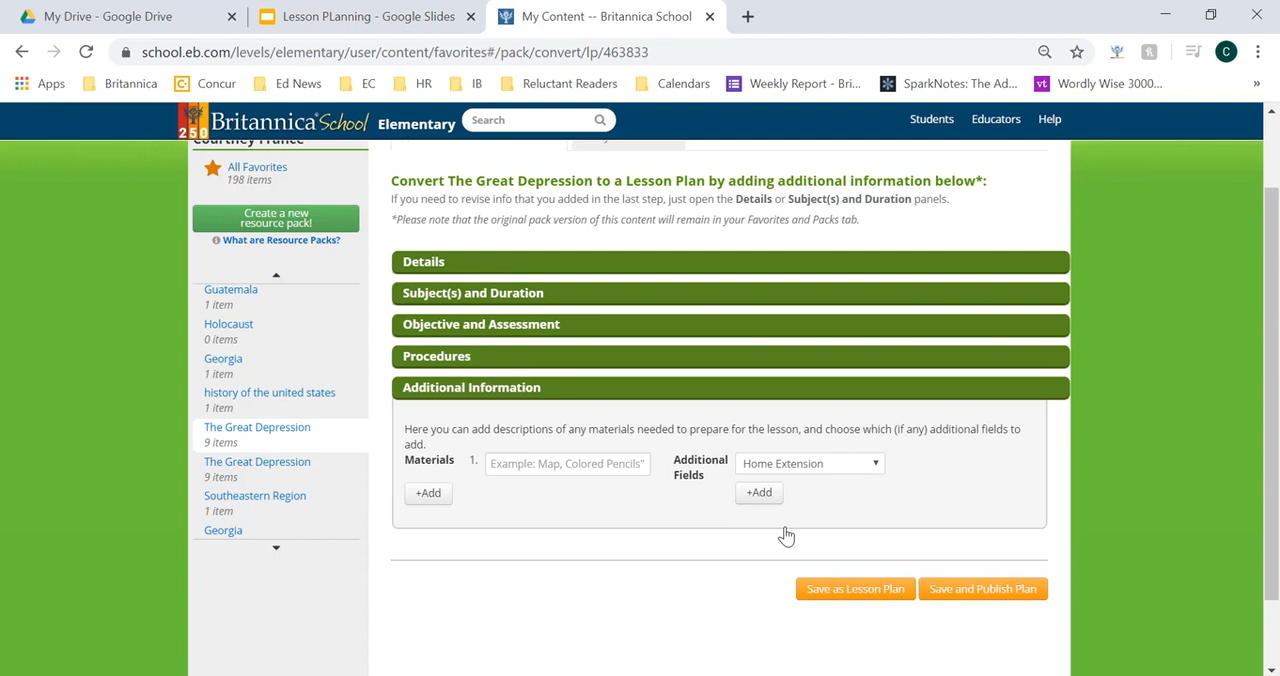 My Drive - Google Drive
Lesson PLanning - Google Slides
My Content -- Britannica School
school.eb.com/levels/elementary/user/content/favorites#/pack/convert/lp/463833
C
Apps
Britannica
Concur
Ed News
EC
HR
IB
Reluctant Readers
Calendars
Weekly Report - Bri...
SparkNotes: The Ad...
vt Wordly Wise 3000...
»
250 Britannica® School Elementary
Search
Students
Educators
Help
Courtney France
All Favorites
198 items
Create a new
resource pack!
What are Resource Packs?
Guatemala
1 item
Holocaust
0 items
Georgia
1 item
history of the united states
1 item
The Great Depression
9 items
The Great Depression
9 items
Southeastern Region
1 item
Georgia
Convert The Great Depression to a Lesson Plan by adding additional information below*:
If you need to revise info that you added in the last step, just open the Details or Subject(s) and Duration panels.
*Please note that the original pack version of this content will remain in your Favorites and Packs tab.
Details
Subject(s) and Duration
Objective and Assessment
Procedures
Additional Information
Here you can add descriptions of any materials needed to prepare for the lesson, and choose which (if any) additional fields to
add.
Materials
1.
Example: Map, Colored Pencils"
+Add
Additional
Fields
Home Extension
+Add
Save as Lesson Plan
Save and Publish Plan